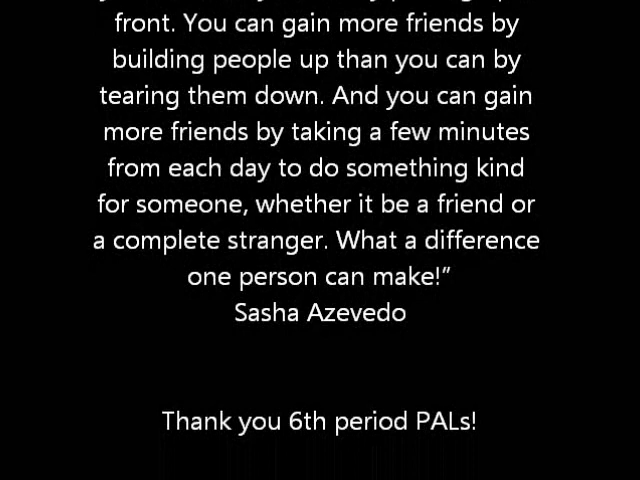 front. You can gain more friends by
building people up than you can by
tearing them down. And you can gain
more friends by taking a few minutes
from each day to do something kind
for someone, whether it be a friend or
a complete stranger. What a difference
one person can make!”
Sasha Azevedo
Thank you 6th period PALs!